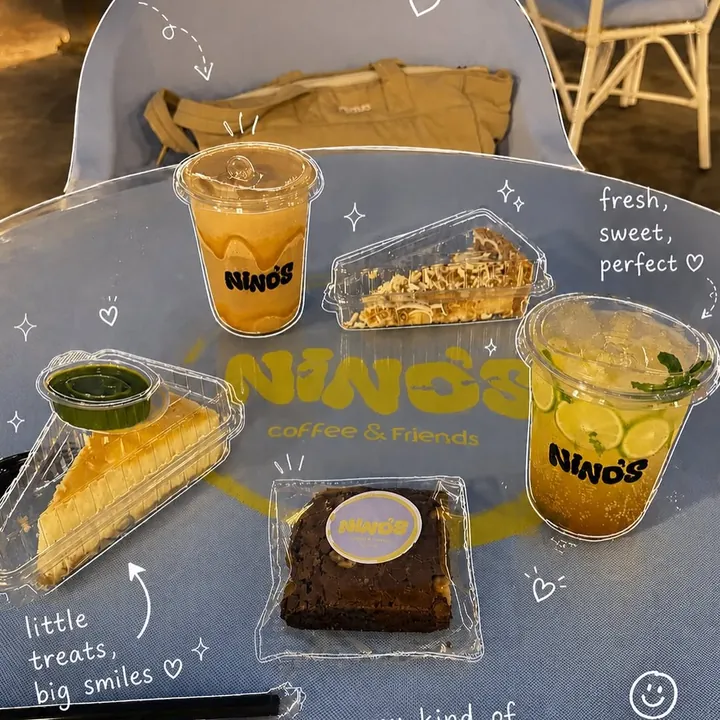 fresh,
sweet,
perfect
NiNO'S
NiNO'S
coffee & Friends
NiNO'S
NiNO'S
little
treats,
big smiles
kind of